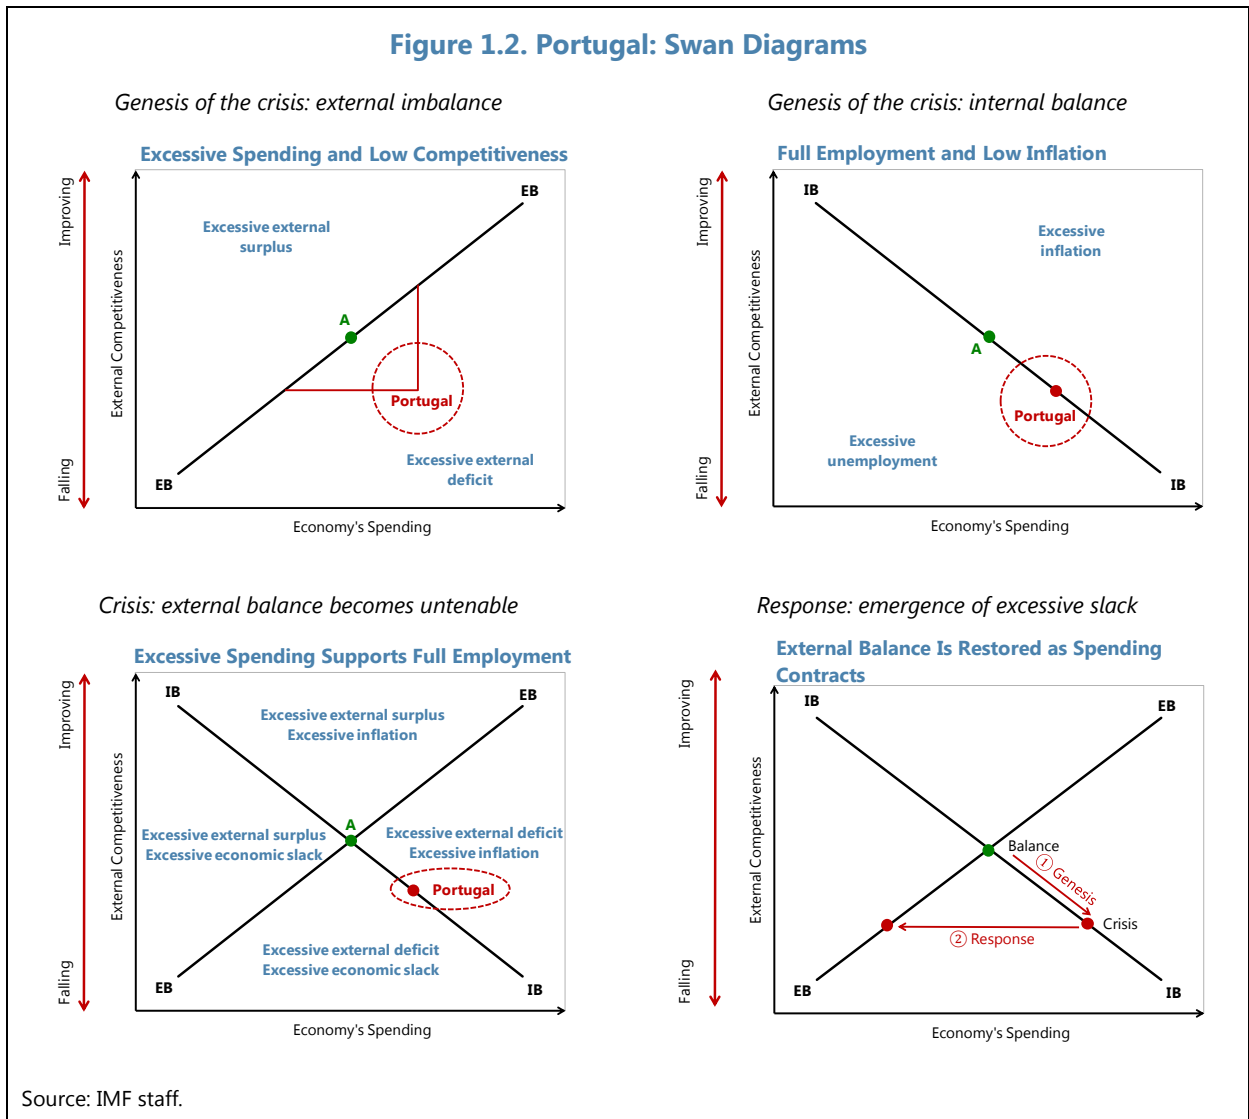 Figure 1.2. Portugal: Swan Diagrams
Genesis of the crisis: external imbalance
Excessive Spending and Low Competitiveness
Improving
Falling
External Competitiveness
EB
Excessive external
surplus
A
Portugal
Excessive external
deficit
EB
Economy's Spending
Genesis of the crisis: internal balance
Full Employment and Low Inflation
Improving
Falling
External Competitiveness
IB
Excessive
inflation
A
Portugal
Excessive
unemployment
IB
Economy's Spending
Crisis: external balance becomes untenable
Excessive Spending Supports Full Employment
Improving
Falling
External Competitiveness
IB
EB
Excessive external surplus
Excessive inflation
A
Excessive external surplus
Excessive economic slack
Excessive external deficit
Excessive inflation
Portugal
Excessive external deficit
Excessive economic slack
EB
IB
Economy's Spending
Response: emergence of excessive slack
External Balance Is Restored as Spending
Contracts
Improving
Falling
External Competitiveness
IB
EB
Balance
① Genesis
Crisis
② Response
EB
IB
Economy's Spending
Source: IMF staff.